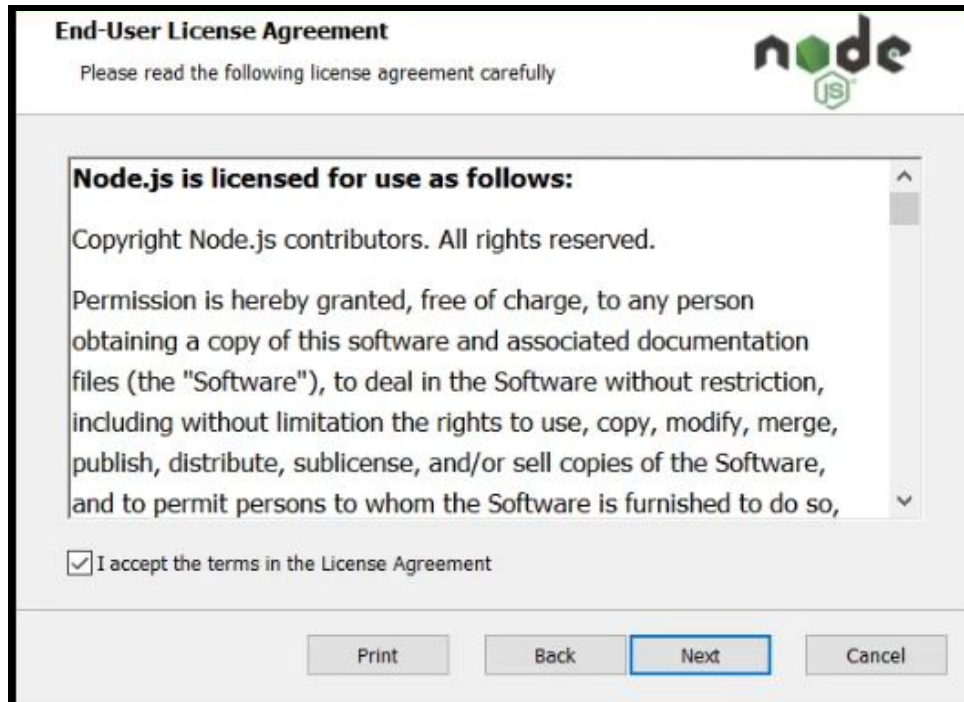 End-User License Agreement
Please read the following license agreement carefully
node
JS
Node.js is licensed for use as follows:
Copyright Node.js contributors. All rights reserved.
Permission is hereby granted, free of charge, to any person
obtaining a copy of this software and associated documentation
files (the "Software"), to deal in the Software without restriction,
including without limitation the rights to use, copy, modify, merge,
publish, distribute, sublicense, and/or sell copies of the Software,
and to permit persons to whom the Software is furnished to do so,
I accept the terms in the License Agreement
Print Back Next Cancel